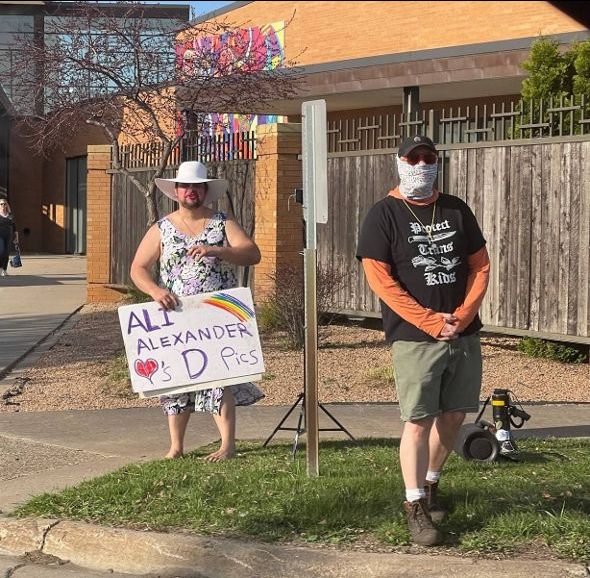 ALI
ALEXANDER
's D Pics
Protect
Trans
Kids